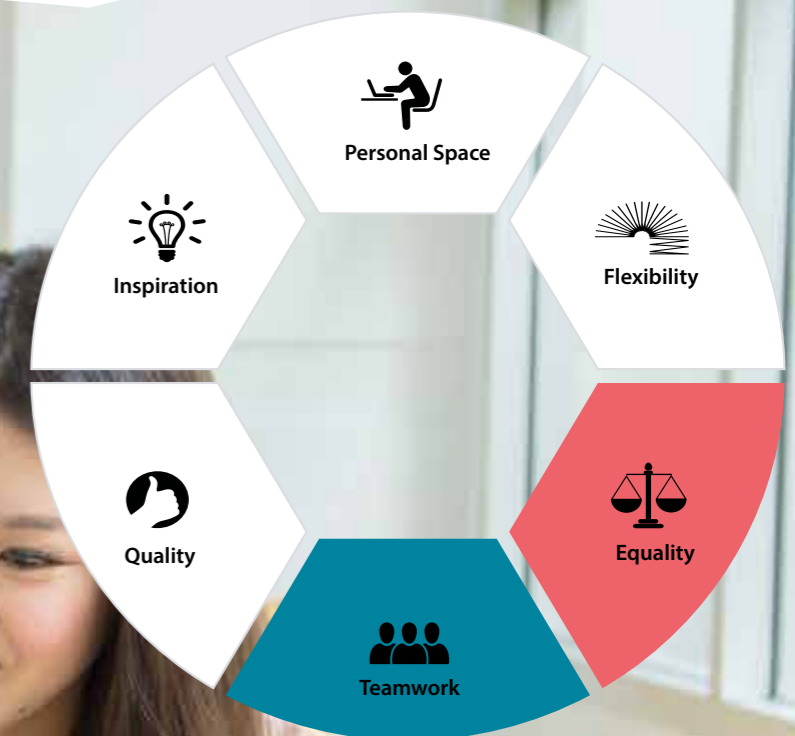 Personal Space
Flexibility
Inspiration
Equality
Quality
Teamwork